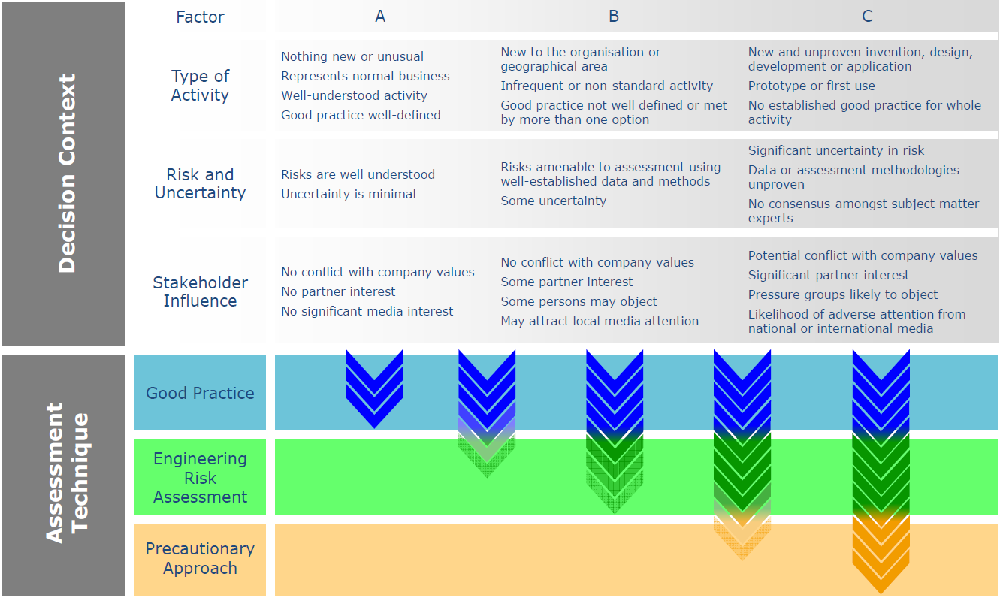 Decision Context
Factor
A
B
C
Type of
Activity
Nothing new or unusual
Represents normal business
Well-understood activity
Good practice well-defined
New to the organisation or
geographical area
Infrequent or non-standard activity
Good practice not well defined or met
by more than one option
New and unproven invention, design,
development or application
Prototype or first use
No established good practice for whole
activity
Risk and
Uncertainty
Risks are well understood
Uncertainty is minimal
Risks amenable to assessment using
well-established data and methods
Some uncertainty
Significant uncertainty in risk
Data or assessment methodologies
unproven
No consensus amongst subject matter
experts
Stakeholder
Influence
No conflict with company values
No partner interest
No significant media interest
No conflict with company values
Some partner interest
Some persons may object
May attract local media attention
Potential conflict with company values
Significant partner interest
Pressure groups likely to object
Likelihood of adverse attention from
national or international media
Assessment
Technique
Good Practice
Engineering
Risk
Assessment
Precautionary
Approach